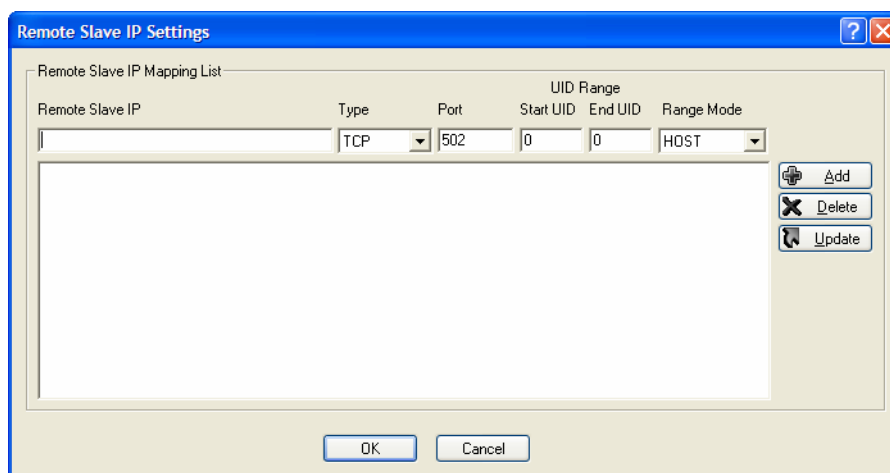 Remote Slave IP Settings
Remote Slave IP Mapping List
UID Range
Remote Slave IP Type Port Start UID End UID Range Mode
TCP 502 0 0 HOST
Add
Delete
Update
OK Cancel